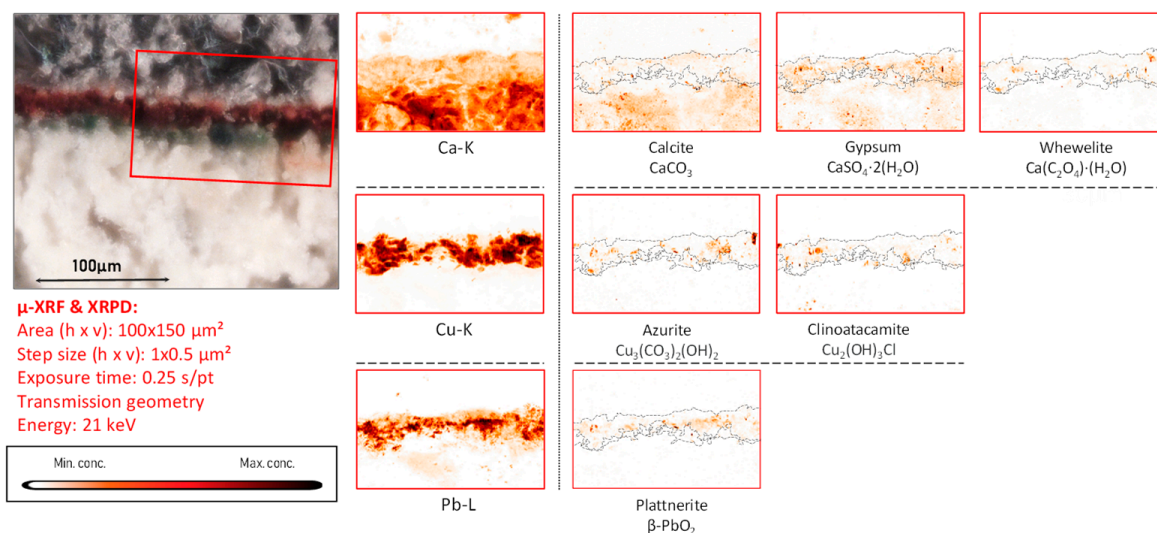 100μm
μ-XRF & XRPD:
Area (h x v): 100x150 μm²
Step size (h x v): 1x0.5 μm²
Exposure time: 0.25 s/pt
Transmission geometry
Energy: 21 keV
Min. conc. Max. conc.
Ca-K
Calcite
CaCO₃
Gypsum
CaSO₄·2(H₂O)
Whewelite
Ca(C₂O₄)·(H₂O)
Cu-K
Azurite
Cu₃(CO₃)₂(OH)₂
Clinoatacamite
Cu₂(OH)₃Cl
Pb-L
Plattnerite
β-PbO₂